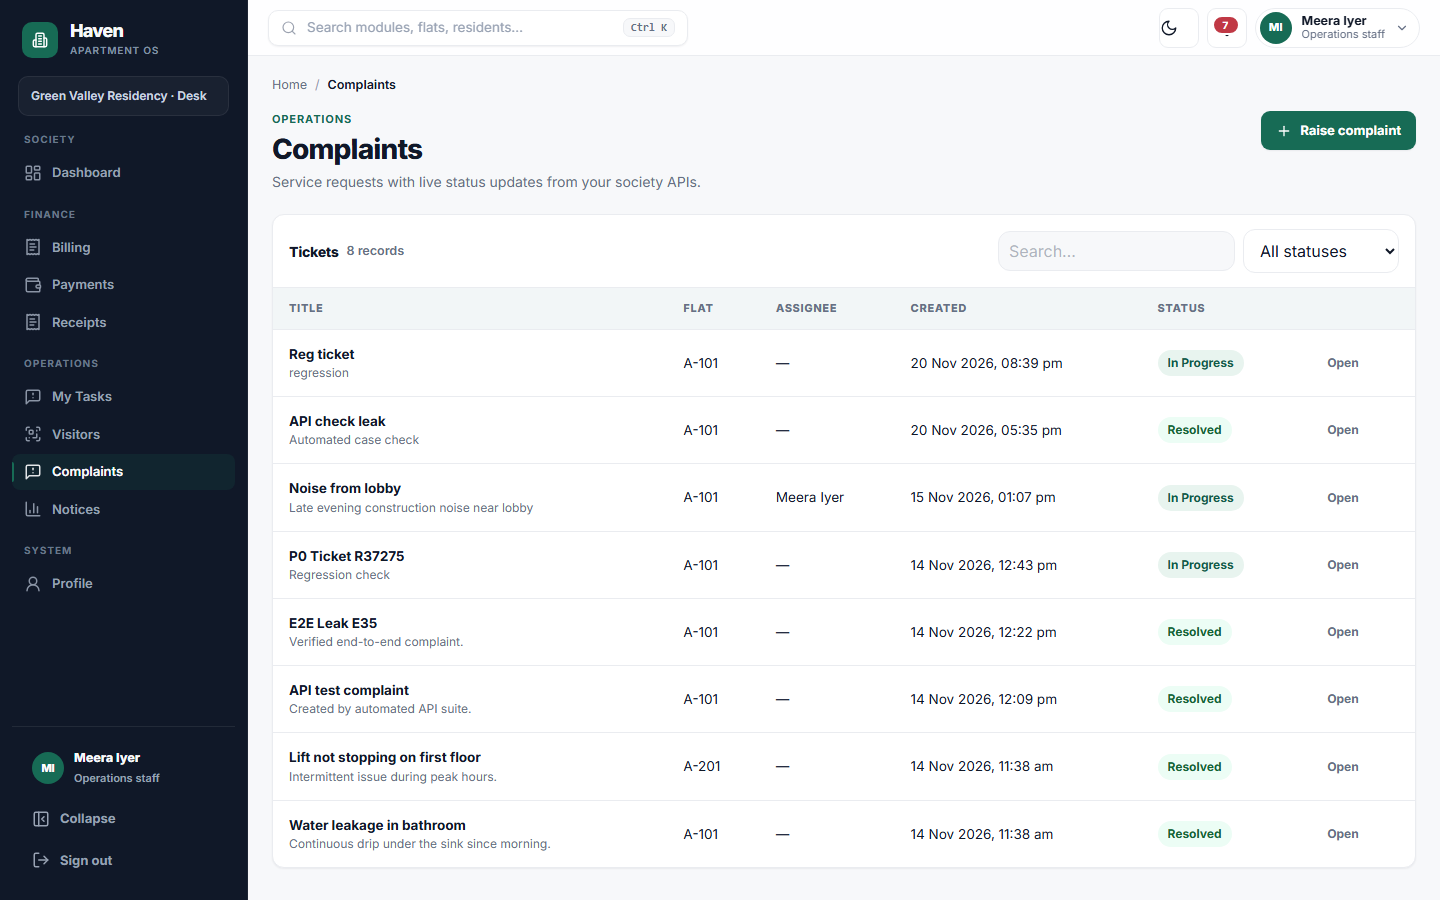 Haven
APARTMENT OS
Green Valley Residency · Desk
SOCIETY
Dashboard
FINANCE
Billing
Payments
Receipts
OPERATIONS
My Tasks
Visitors
Complaints
Notices
SYSTEM
Profile
MI
Meera Iyer
Operations staff
Collapse
Sign out
Search modules, flats, residents...
Ctrl K
7
MI
Meera Iyer
Operations staff
Home / Complaints
OPERATIONS
Complaints
Service requests with live status updates from your society APIs.
Raise complaint
Tickets 8 records
Search...
All statuses
TITLE FLAT ASSIGNEE CREATED STATUS
Reg ticket
regression
A-101 — 20 Nov 2026, 08:39 pm In Progress Open
API check leak
Automated case check
A-101 — 20 Nov 2026, 05:35 pm Resolved Open
Noise from lobby
Late evening construction noise near lobby
A-101 Meera Iyer 15 Nov 2026, 01:07 pm In Progress Open
P0 Ticket R37275
Regression check
A-101 — 14 Nov 2026, 12:43 pm In Progress Open
E2E Leak E35
Verified end-to-end complaint.
A-101 — 14 Nov 2026, 12:22 pm Resolved Open
API test complaint
Created by automated API suite.
A-101 — 14 Nov 2026, 12:09 pm Resolved Open
Lift not stopping on first floor
Intermittent issue during peak hours.
A-201 — 14 Nov 2026, 11:38 am Resolved Open
Water leakage in bathroom
Continuous drip under the sink since morning.
A-101 — 14 Nov 2026, 11:38 am Resolved Open